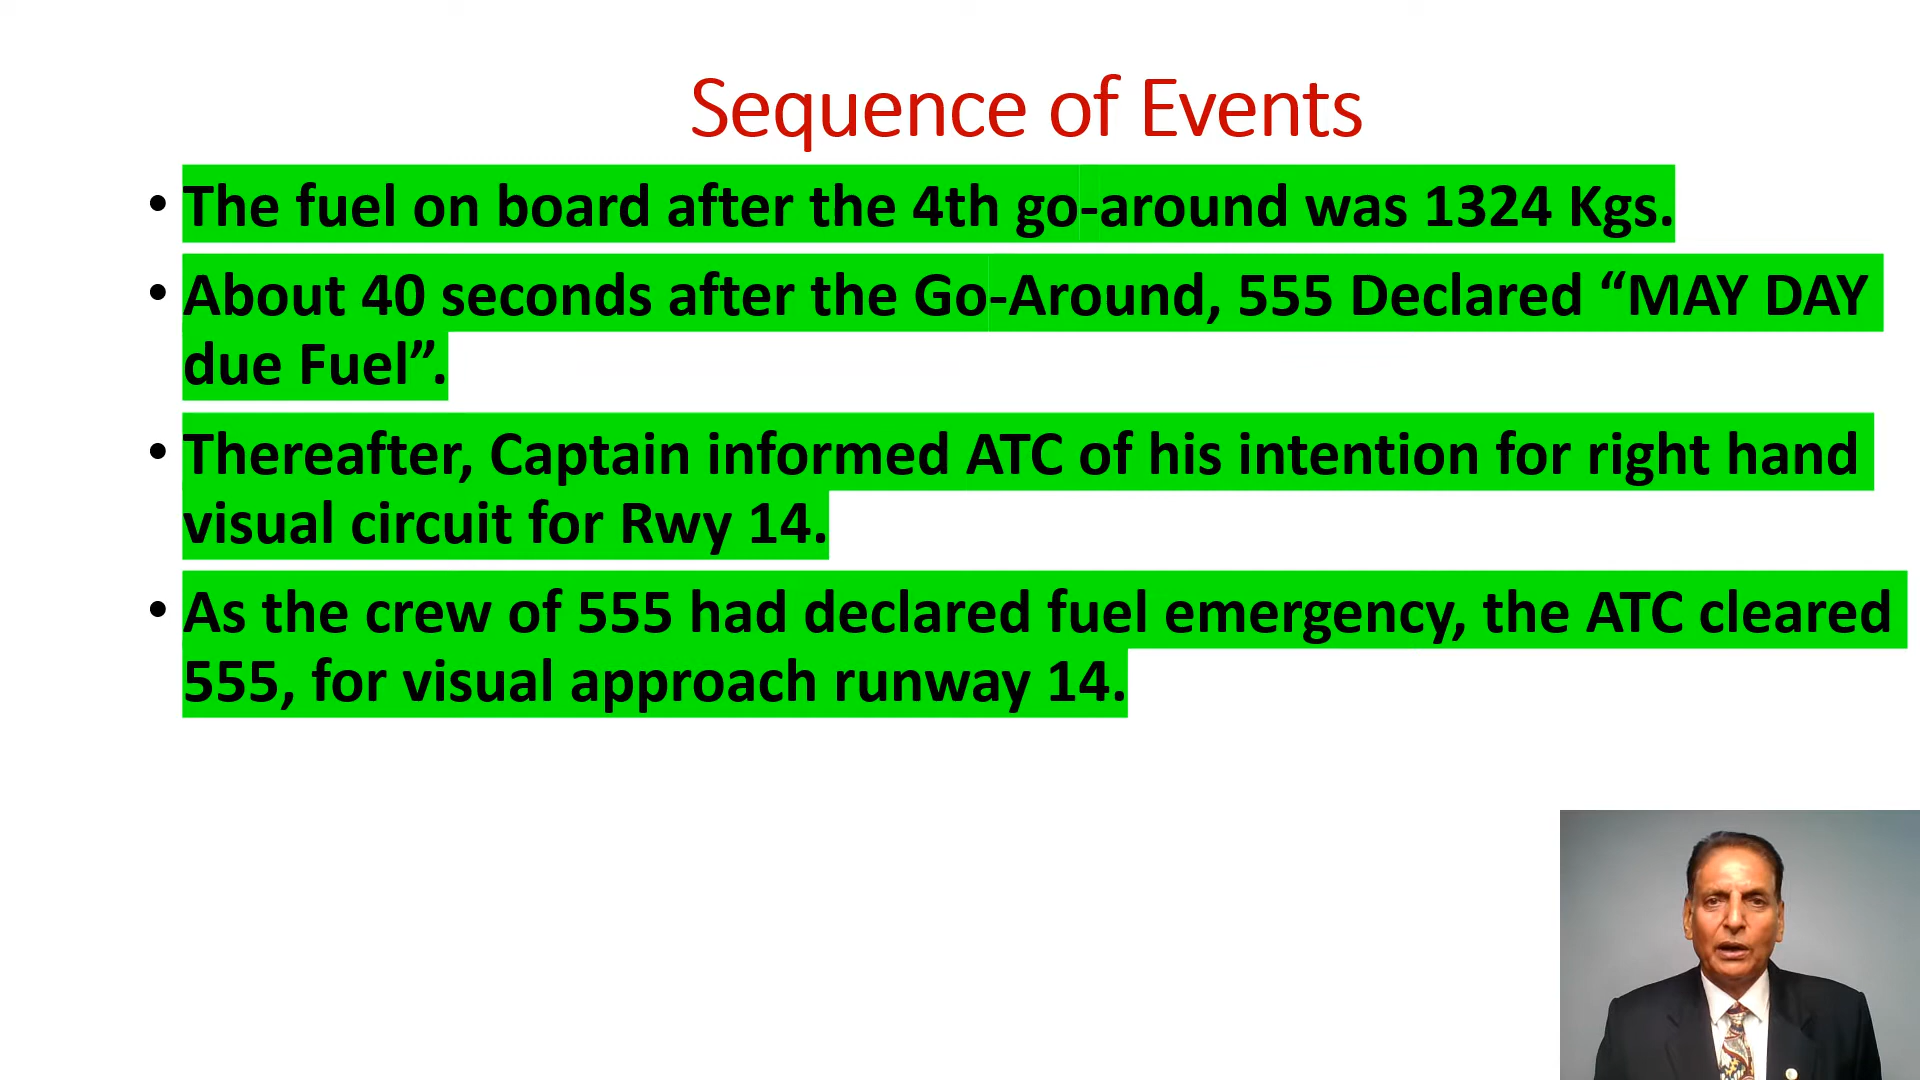 Sequence of Events
• The fuel on board after the 4th go-around was 1324 Kgs.
• About 40 seconds after the Go-Around, 555 Declared “MAY DAY
due Fuel”.
• Thereafter, Captain informed ATC of his intention for right hand
visual circuit for Rwy 14.
• As the crew of 555 had declared fuel emergency, the ATC cleared
555, for visual approach runway 14.